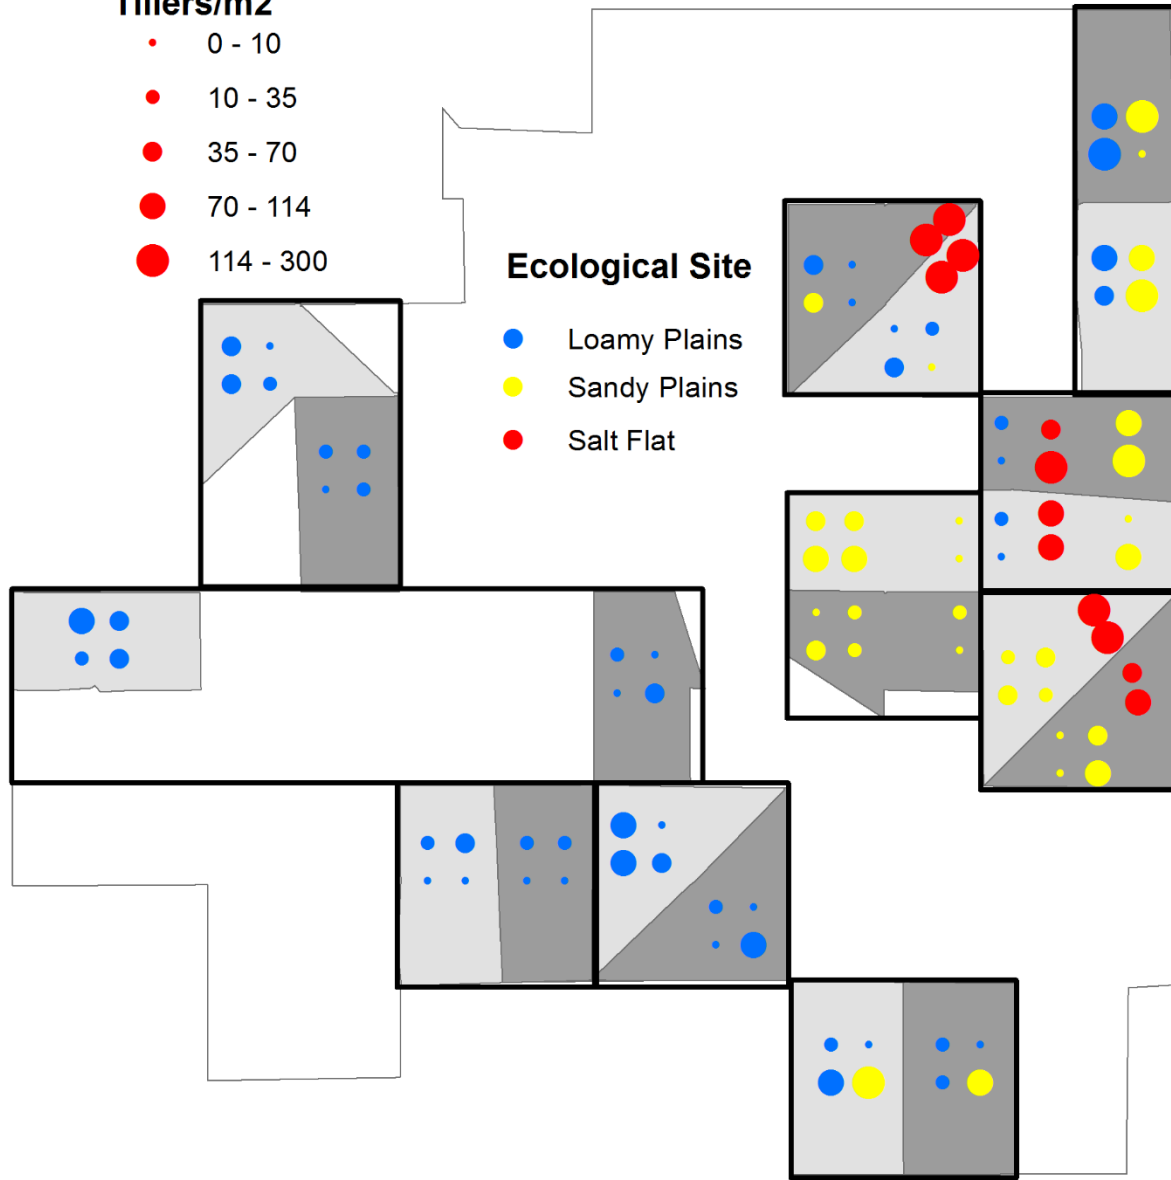 Tillers/m2
0 - 10
10 - 35
35 - 70
70 - 114
114 - 300
Ecological Site
Loamy Plains
Sandy Plains
Salt Flat